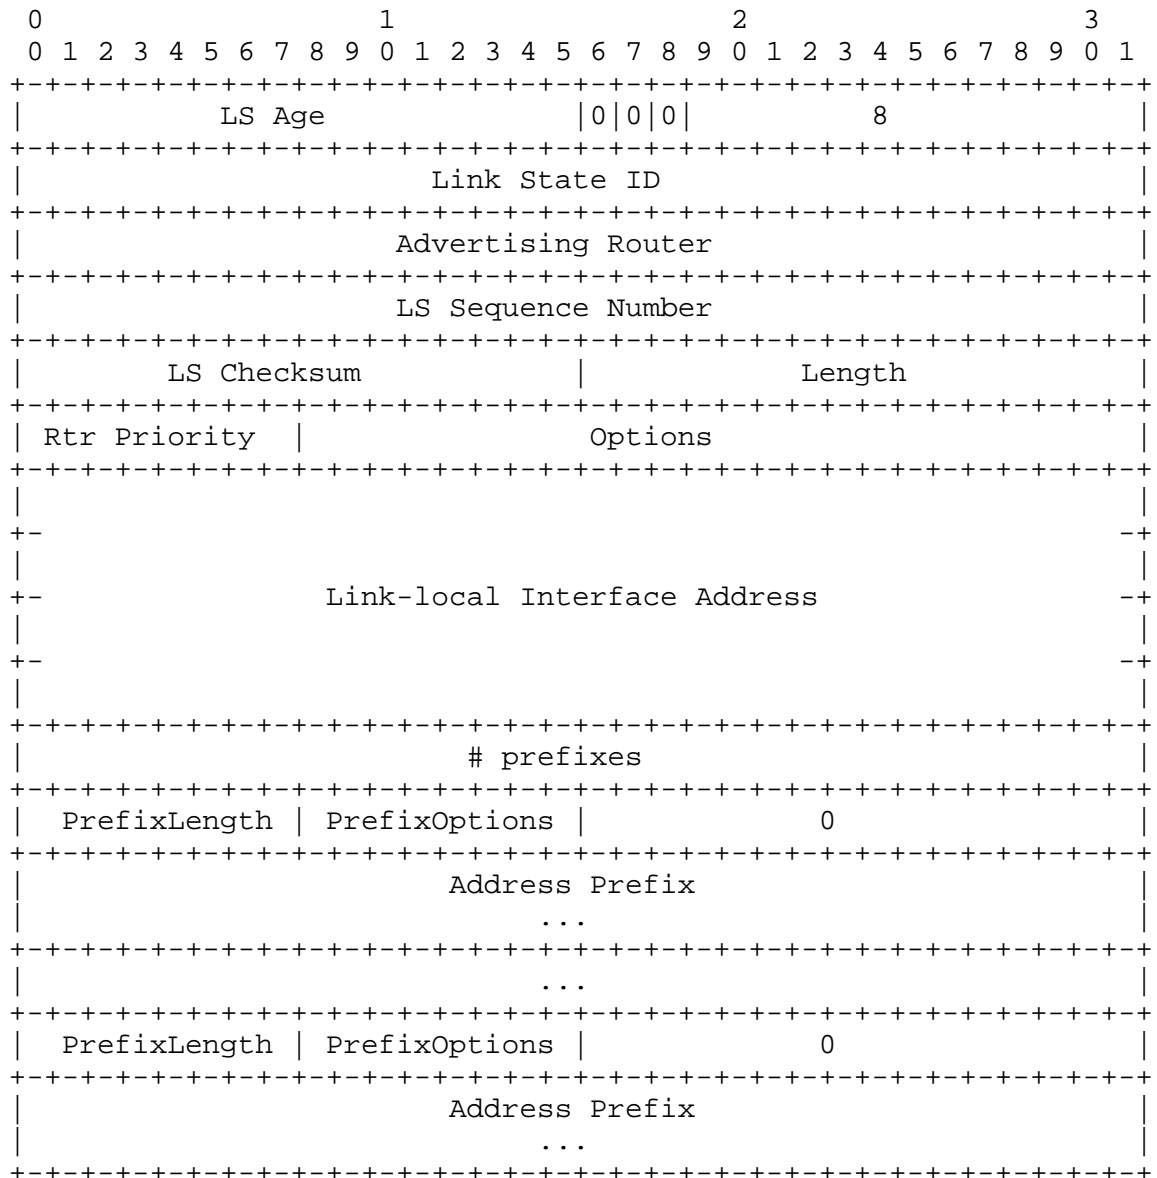 0                   1                   2                   3
 0 1 2 3 4 5 6 7 8 9 0 1 2 3 4 5 6 7 8 9 0 1 2 3 4 5 6 7 8 9 0 1
+-+-+-+-+-+-+-+-+-+-+-+-+-+-+-+-+-+-+-+-+-+-+-+-+-+-+-+-+-+-+-+-+
|           LS Age              |0|0|0|          8              |
+-+-+-+-+-+-+-+-+-+-+-+-+-+-+-+-+-+-+-+-+-+-+-+-+-+-+-+-+-+-+-+-+
|                       Link State ID                           |
+-+-+-+-+-+-+-+-+-+-+-+-+-+-+-+-+-+-+-+-+-+-+-+-+-+-+-+-+-+-+-+-+
|                     Advertising Router                        |
+-+-+-+-+-+-+-+-+-+-+-+-+-+-+-+-+-+-+-+-+-+-+-+-+-+-+-+-+-+-+-+-+
|                     LS Sequence Number                        |
+-+-+-+-+-+-+-+-+-+-+-+-+-+-+-+-+-+-+-+-+-+-+-+-+-+-+-+-+-+-+-+-+
|        LS Checksum            |            Length             |
+-+-+-+-+-+-+-+-+-+-+-+-+-+-+-+-+-+-+-+-+-+-+-+-+-+-+-+-+-+-+-+-+
| Rtr Priority  |                Options                        |
+-+-+-+-+-+-+-+-+-+-+-+-+-+-+-+-+-+-+-+-+-+-+-+-+-+-+-+-+-+-+-+-+
|                                                               |
+-                                                             -+
|                                                               |
+-                Link-local Interface Address                 -+
|                                                               |
+-                                                             -+
|                                                               |
+-+-+-+-+-+-+-+-+-+-+-+-+-+-+-+-+-+-+-+-+-+-+-+-+-+-+-+-+-+-+-+-+
|                         # prefixes                            |
+-+-+-+-+-+-+-+-+-+-+-+-+-+-+-+-+-+-+-+-+-+-+-+-+-+-+-+-+-+-+-+-+
|  PrefixLength | PrefixOptions |             0                 |
+-+-+-+-+-+-+-+-+-+-+-+-+-+-+-+-+-+-+-+-+-+-+-+-+-+-+-+-+-+-+-+-+
|                        Address Prefix                         |
|                             ...                               |
+-+-+-+-+-+-+-+-+-+-+-+-+-+-+-+-+-+-+-+-+-+-+-+-+-+-+-+-+-+-+-+-+
|                             ...                               |
+-+-+-+-+-+-+-+-+-+-+-+-+-+-+-+-+-+-+-+-+-+-+-+-+-+-+-+-+-+-+-+-+
|  PrefixLength | PrefixOptions |             0                 |
+-+-+-+-+-+-+-+-+-+-+-+-+-+-+-+-+-+-+-+-+-+-+-+-+-+-+-+-+-+-+-+-+
|                        Address Prefix                         |
|                             ...                               |
+-+-+-+-+-+-+-+-+-+-+-+-+-+-+-+-+-+-+-+-+-+-+-+-+-+-+-+-+-+-+-+-+